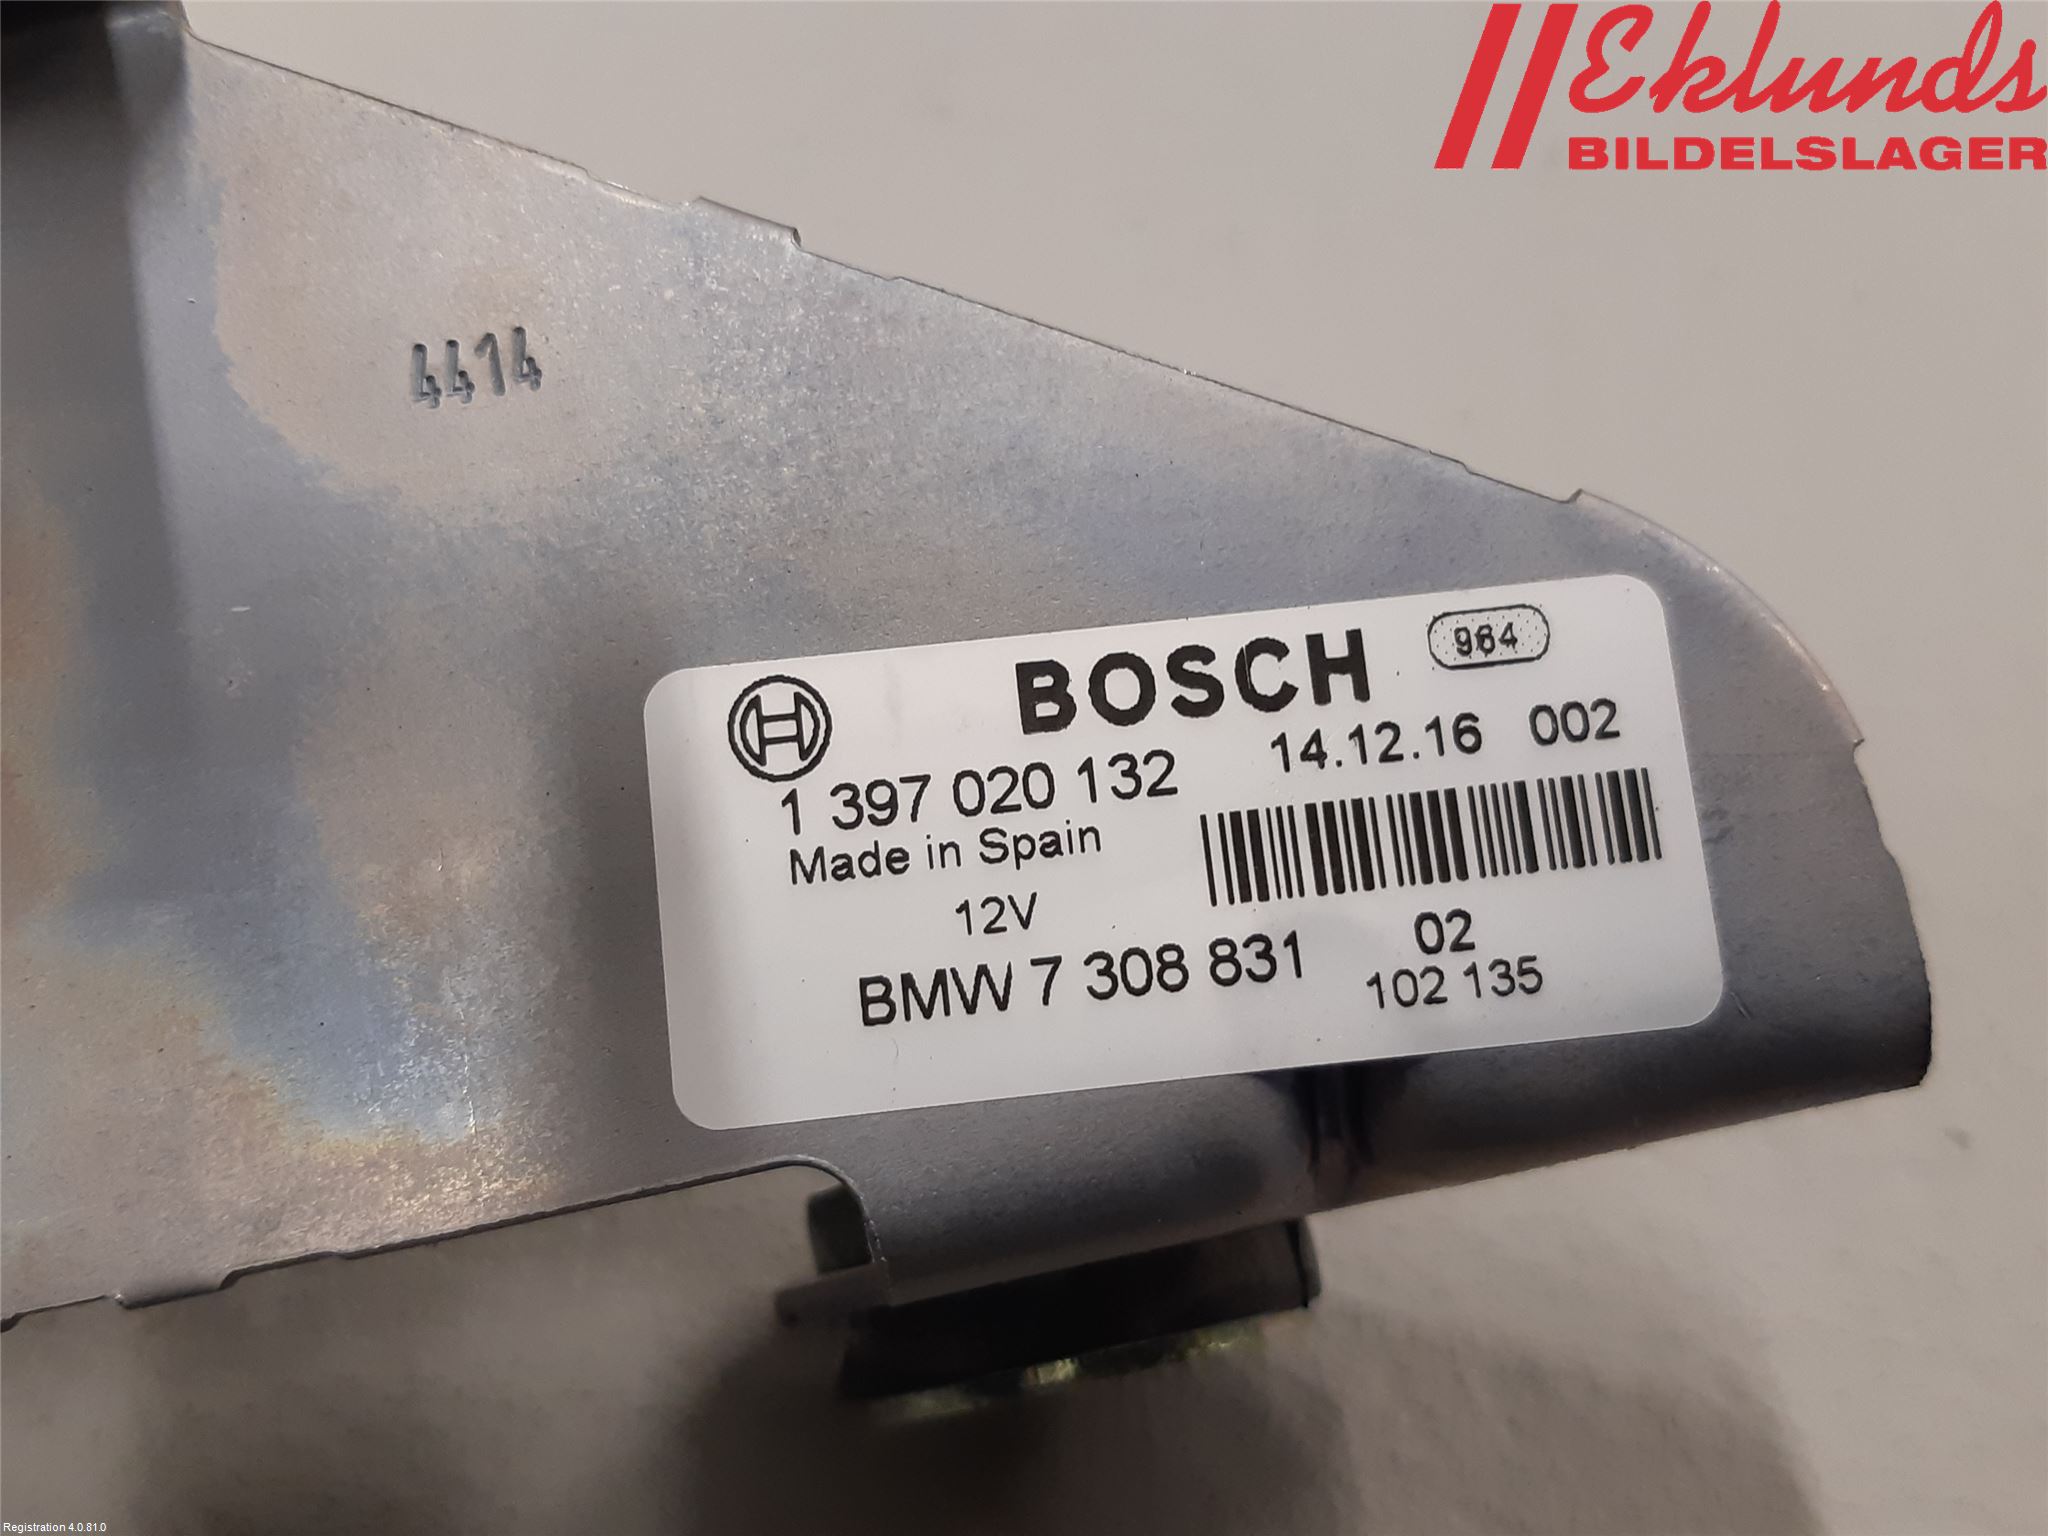 Eklunds
BILDELSLAGER
4414
BOSCH 964
1 397 020 132 14.12.16 002
Made in Spain
12V
BMW 7 308 831 02
102 135
Registration 4.0.81.0